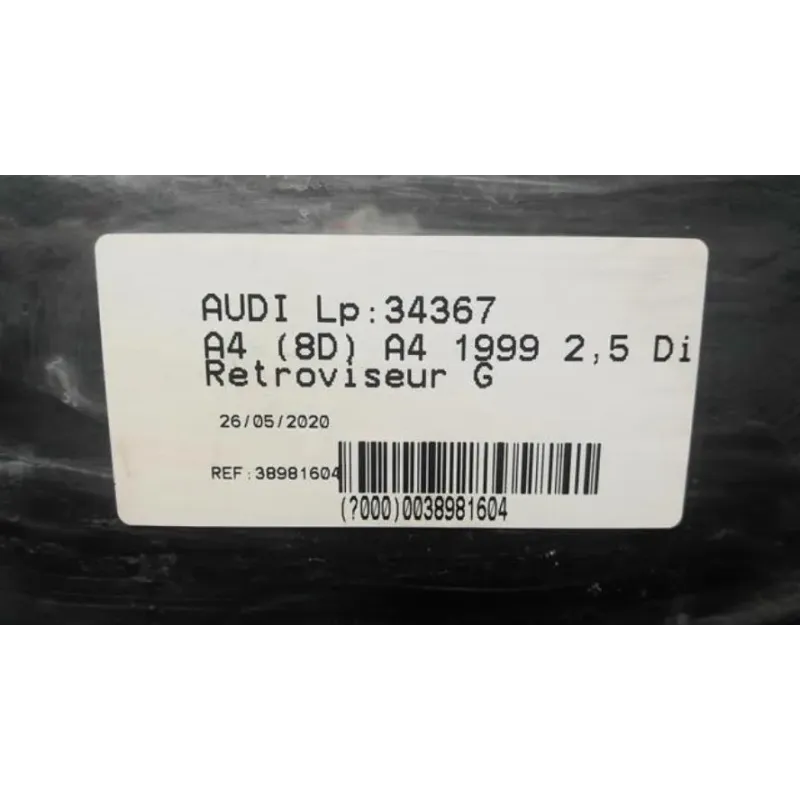 AUDI Lp:34367
A4 (8D) A4 1999 2,5 Di
Retroviseur G
26/05/2020
REF:38981604
(?000)0038981604